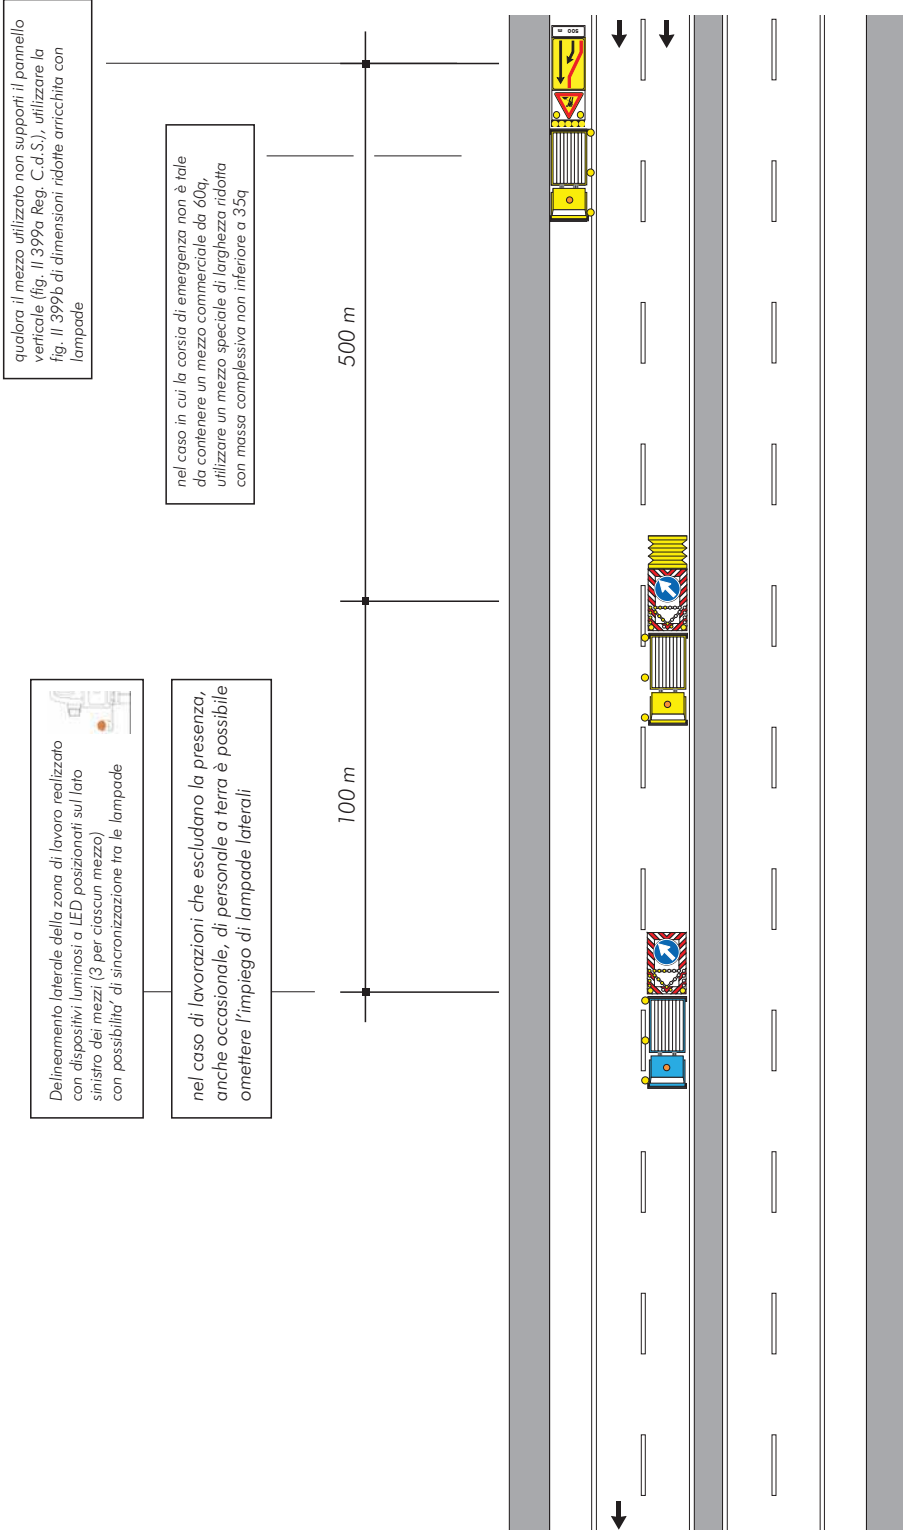 qualora il mezzo utilizzato non supporti il pannello
verticale (fig. II 399a Reg. C.d.S.), utilizzare la
fig. II 399b di dimensioni ridotte arricchita con
lampade
nel caso in cui la corsia di emergenza non è tale
da contenere un mezzo commerciale da 60q,
utilizzare un mezzo speciale di larghezza ridotta
con massa complessiva non inferiore a 35q
500 m
500 m
Delineamento laterale della zona di lavoro realizzato
con dispositivi luminosi a LED posizionati sul lato
sinistro dei mezzi (3 per ciascun mezzo)
con possibilita' di sincronizzazione tra le lampade
nel caso di lavorazioni che escludano la presenza,
anche occasionale, di personale a terra è possibile
omettere l'impiego di lampade laterali
100 m